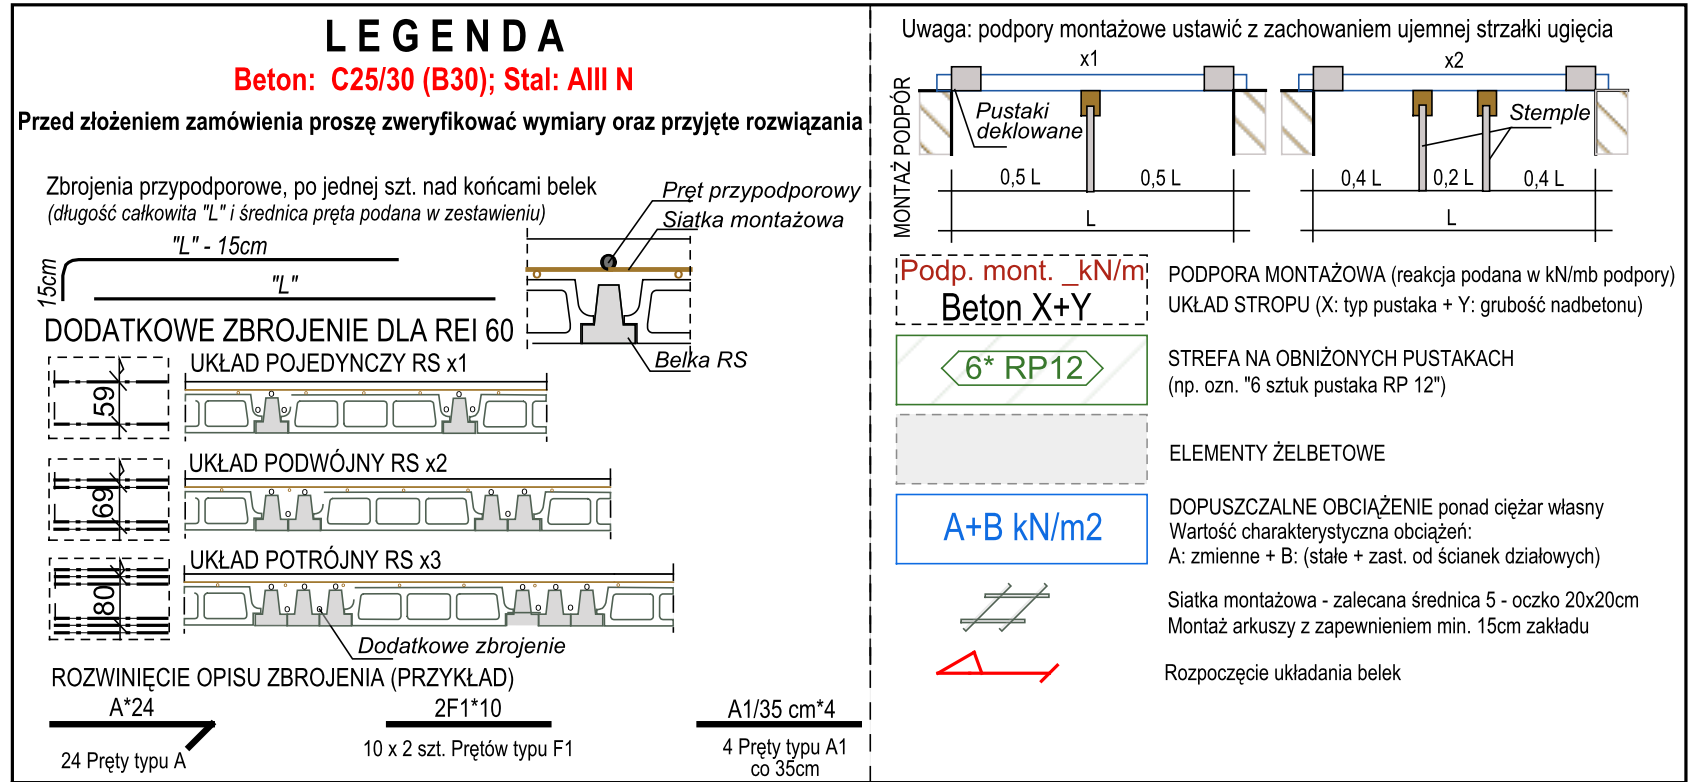 LEGENDA
Beton: C25/30 (B30); Stal: AIII N
Przed złożeniem zamówienia proszę zweryfikować wymiary oraz przyjęte rozwiązania
Zbrojenia przypodporowe, po jednej szt. nad końcami belek
(długość całkowita "L" i średnica pręta podana w zestawieniu)
"L" - 15cm
15cm
"L"
Pręt przypodporowy
Siatka montażowa
Belka RS
DODATKOWE ZBROJENIE DLA REI 60
UKŁAD POJEDYNCZY RS x1
59
UKŁAD PODWÓJNY RS x2
69
UKŁAD POTRÓJNY RS x3
80
Dodatkowe zbrojenie
ROZWINIĘCIE OPISU ZBROJENIA (PRZYKŁAD)
A*24
24 Pręty typu A
2F1*10
10 x 2 szt. Prętów typu F1
A1/35 cm*4
4 Pręty typu A1
co 35cm
Uwaga: podpory montażowe ustawić z zachowaniem ujemnej strzałki ugięcia
MONTAŻ PODPÓR
x1
Pustaki
deklowane
0,5 L
0,5 L
L
x2
Stemple
0,4 L
0,2 L
0,4 L
L
Podp. mont. _kN/m
Beton X+Y
PODPORA MONTAŻOWA (reakcja podana w kN/mb podpory)
UKŁAD STROPU (X: typ pustaka + Y: grubość nadbetonu)
6* RP12
STREFA NA OBNIŻONYCH PUSTAKACH
(np. ozn. "6 sztuk pustaka RP 12")
ELEMENTY ŻELBETOWE
A+B kN/m2
DOPUSZCZALNE OBCIĄŻENIE ponad ciężar własny
Wartość charakterystyczna obciążeń:
A: zmienne + B: (stałe + zast. od ścianek działowych)
Siatka montażowa - zalecana średnica 5 - oczko 20x20cm
Montaż arkuszy z zapewnieniem min. 15cm zakładu
Rozpoczęcie układania belek